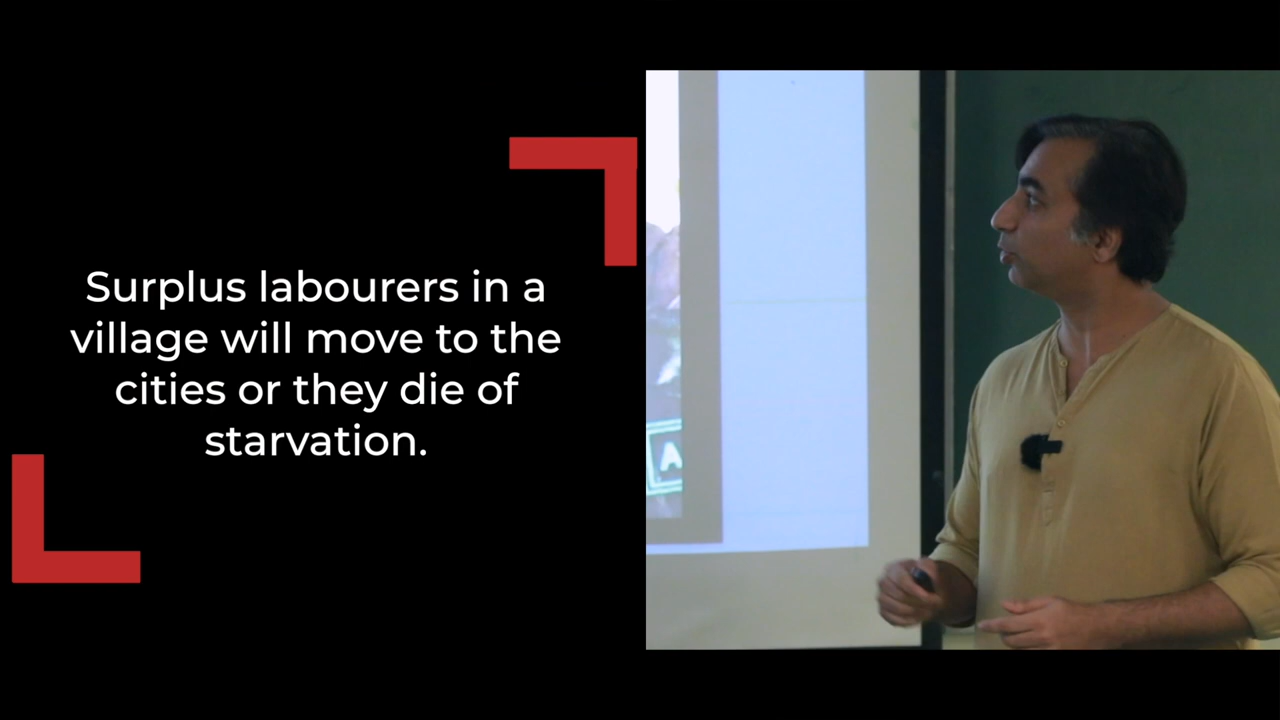 Surplus labourers in a
village will move to the
cities or they die of
starvation.
A